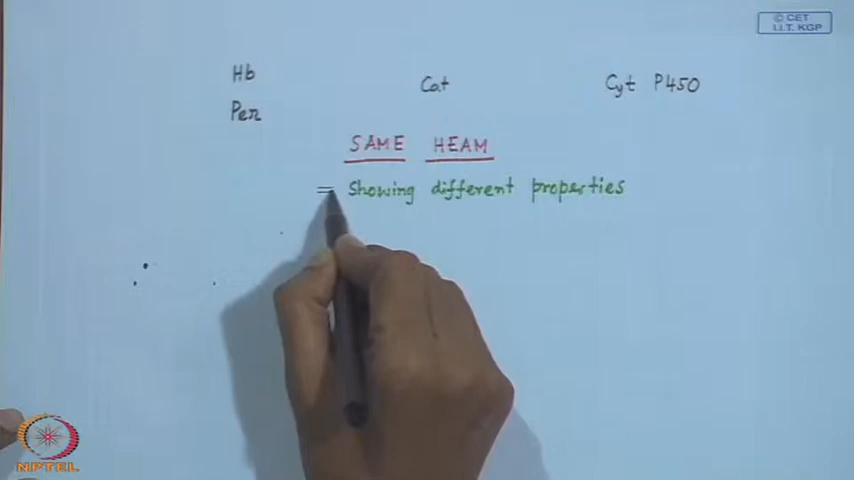 © CET
I.I.T. KGP
Hb Cat Cyt P450
Per
SAME HEAM
= Showing different properties
NPTEL